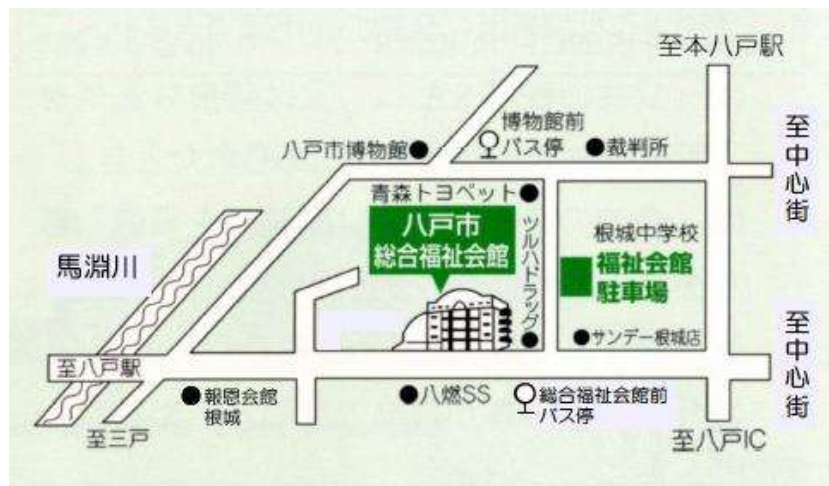 至本八戸駅
博物館前
バス停
八戸市博物館
裁判所
至中心街
青森トヨペット
八戸市
総合福祉会館
ツルハドラッグ
根城中学校
福祉会館
駐車場
馬淵川
サンデー根城店
至中心街
至八戸駅
報恩会館
根城
八燃SS
総合福祉会館前
バス停
至三戸
至八戸IC